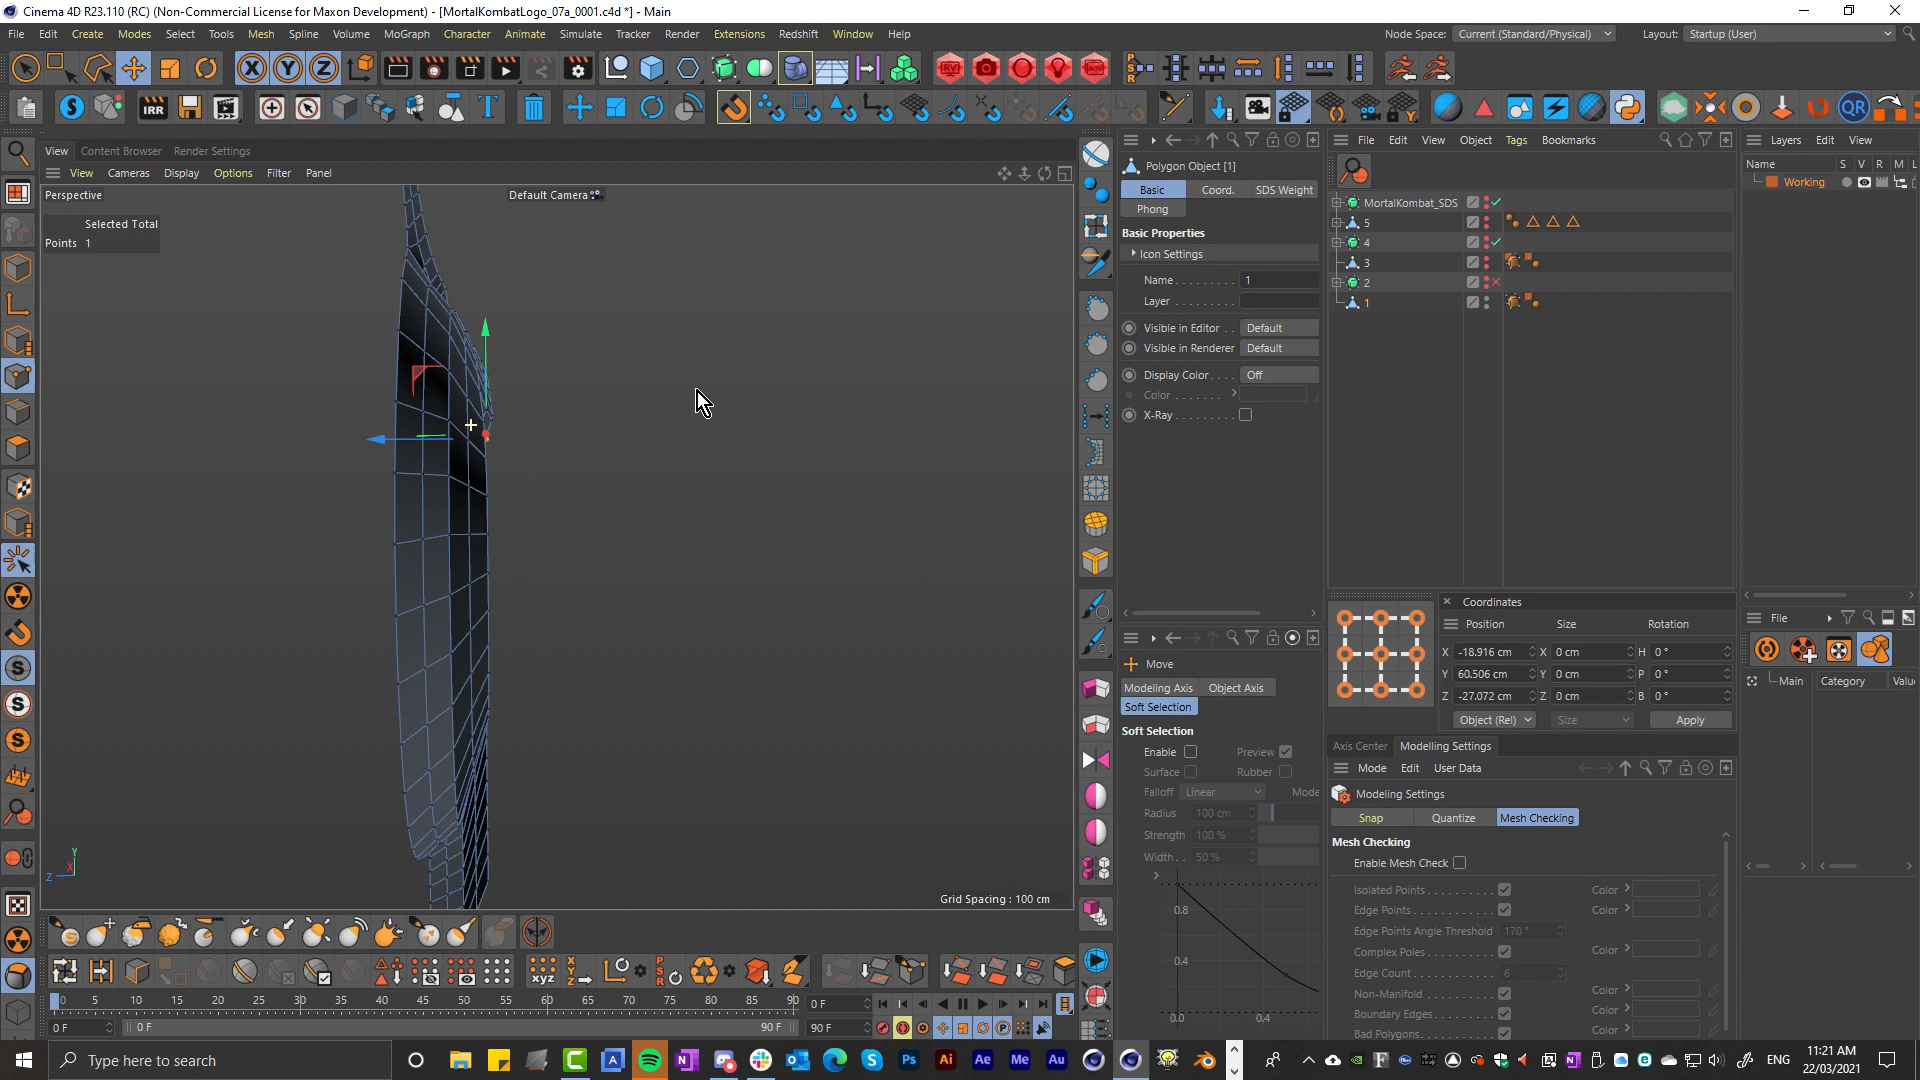 Cinema 4D R23.110 (RC) (Non-Commercial License for Maxon Development) - [MortalKombatLogo_07a_0001.c4d *] - Main
File Edit Create Modes Select Tools Mesh Spline Volume MoGraph Character Animate Simulate Tracker Render Extensions Redshift Window Help
Node Space: Current (Standard/Physical) Layout: Startup (User)
View Content Browser Render Settings
View Cameras Display Options Filter Panel
Perspective
Default Camera
Selected Total
Points 1
Grid Spacing : 100 cm
Polygon Object [1]
Basic Coord. SDS Weight
Phong
Basic Properties
Icon Settings
Name 1
Layer
Visible in Editor Default
Visible in Renderer Default
Display Color Off
Color
X-Ray
Move
Modeling Axis Object Axis
Soft Selection
Soft Selection
Enable Preview
Surface Rubber
Falloff Linear Mode
Radius 100 cm
Strength 100 %
Width 50 %
0.8
0.4
0.0 0.4
File Edit View Object Tags Bookmarks
MortalKombat_SDS
5
4
3
2
1
Layers Edit View
Name S V R M L
Working
Coordinates
Position Size Rotation
X -18.916 cm X 0 cm H 0 °
Y 60.506 cm Y 0 cm P 0 °
Z -27.072 cm Z 0 cm B 0 °
Object (Rel) Size Apply
Axis Center Modelling Settings
Mode Edit User Data
Modeling Settings
Snap Quantize Mesh Checking
Mesh Checking
Enable Mesh Check
Isolated Points Color
Edge Points Color
Edge Points Angle Threshold 170 °
Complex Poles Color
Edge Count 6
Non-Manifold Color
Boundary Edges Color
Bad Polygons Color
File
Main Category Valu
0 5 10 15 20 25 30 35 40 45 50 55 60 65 70 75 80 85 90 0 F
0 F 0 F 90 F 90 F
Type here to search
ENG
11:21 AM
22/03/2021